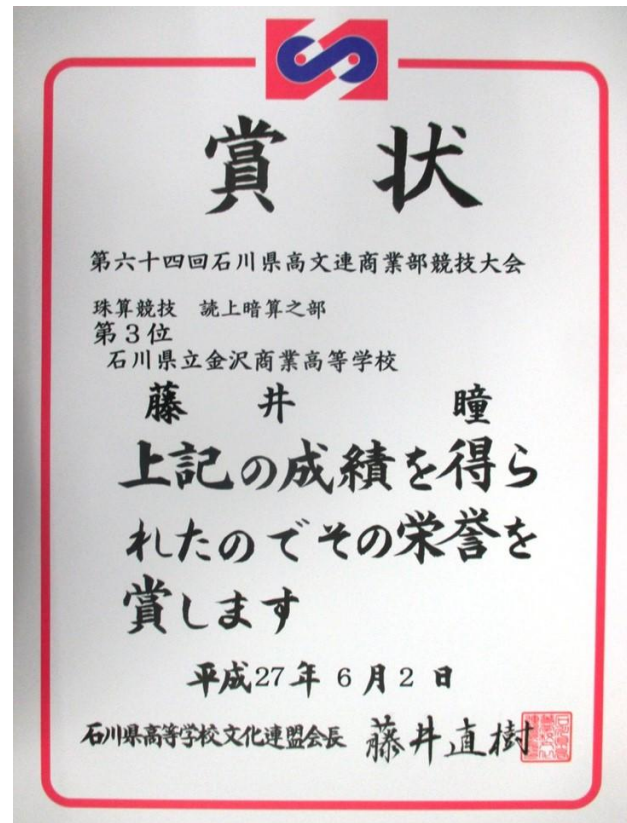 賞状
第六十四回石川県高文連商業部競技大会
珠算競技 読上暗算之部
第3位
石川県立金沢商業高等学校
藤井 瞳
上記の成績を得ら
れたのでその栄誉を
賞します
平成27年6月2日
石川県高等学校文化連盟会長 藤井直樹